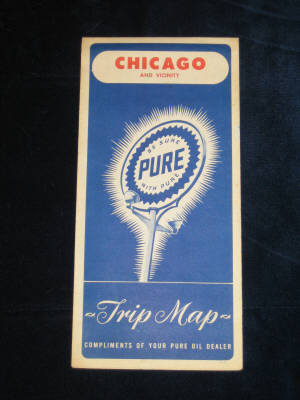 CHICAGO
AND VICINITY
BE SURE
PURE
WITH PURE
~Trip Map~
COMPLIMENTS OF YOUR PURE OIL DEALER